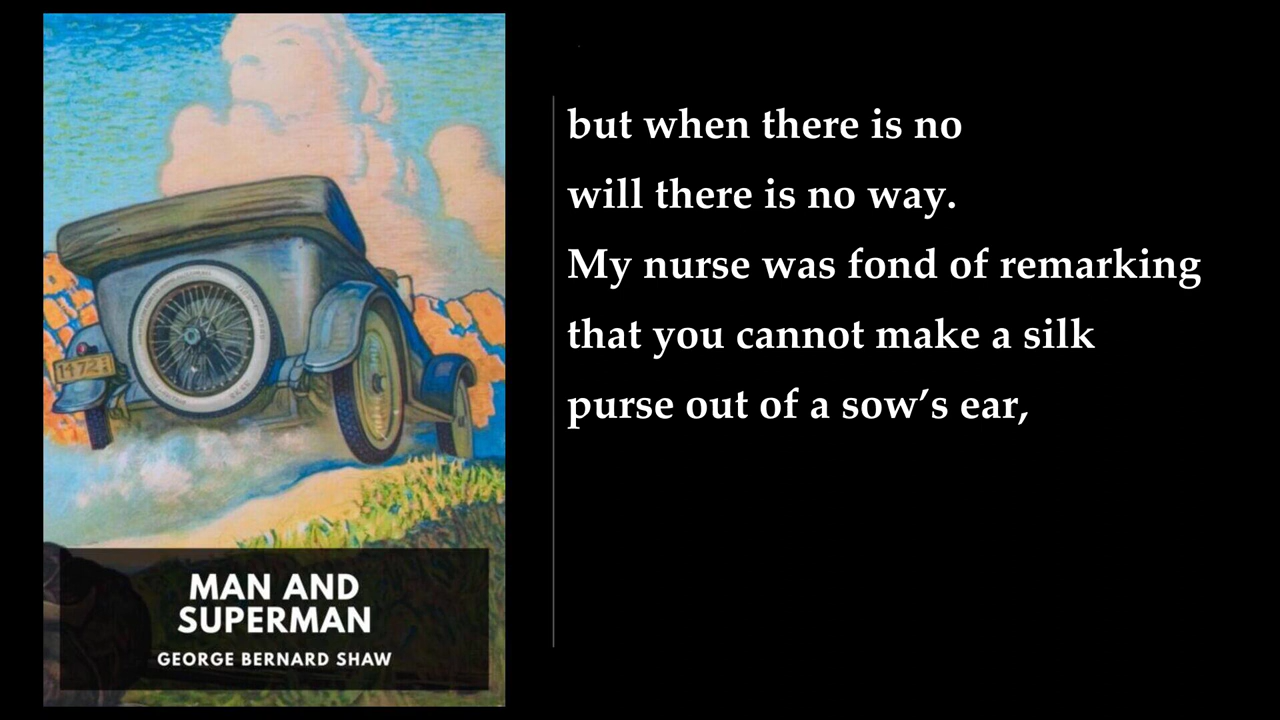 but when there is no
will there is no way.
My nurse was fond of remarking
that you cannot make a silk
purse out of a sow’s ear,
1472
MAN AND
SUPERMAN
GEORGE BERNARD SHAW